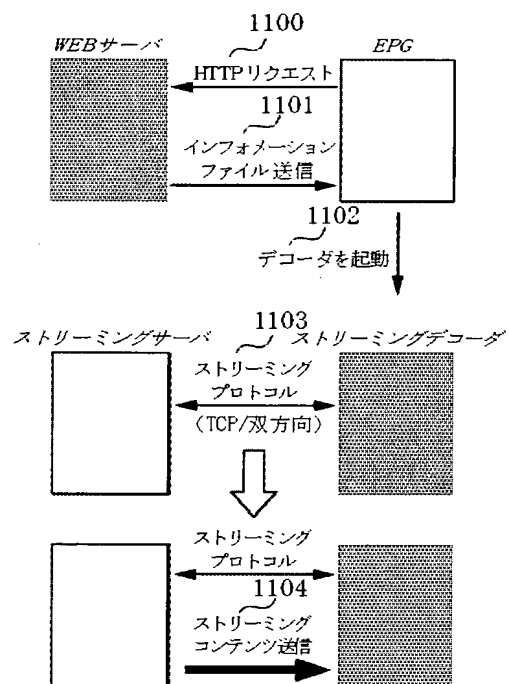 1100
WEBサーバ
EPG
HTTPリクエスト
1101
インフォメーション
ファイル送信
1102
デコーダを起動
1103
ストリーミングサーバ
ストリーミングデコーダ
ストリーミング
プロトコル
(TCP/双方向)
ストリーミング
プロトコル
1104
ストリーミング
コンテンツ送信